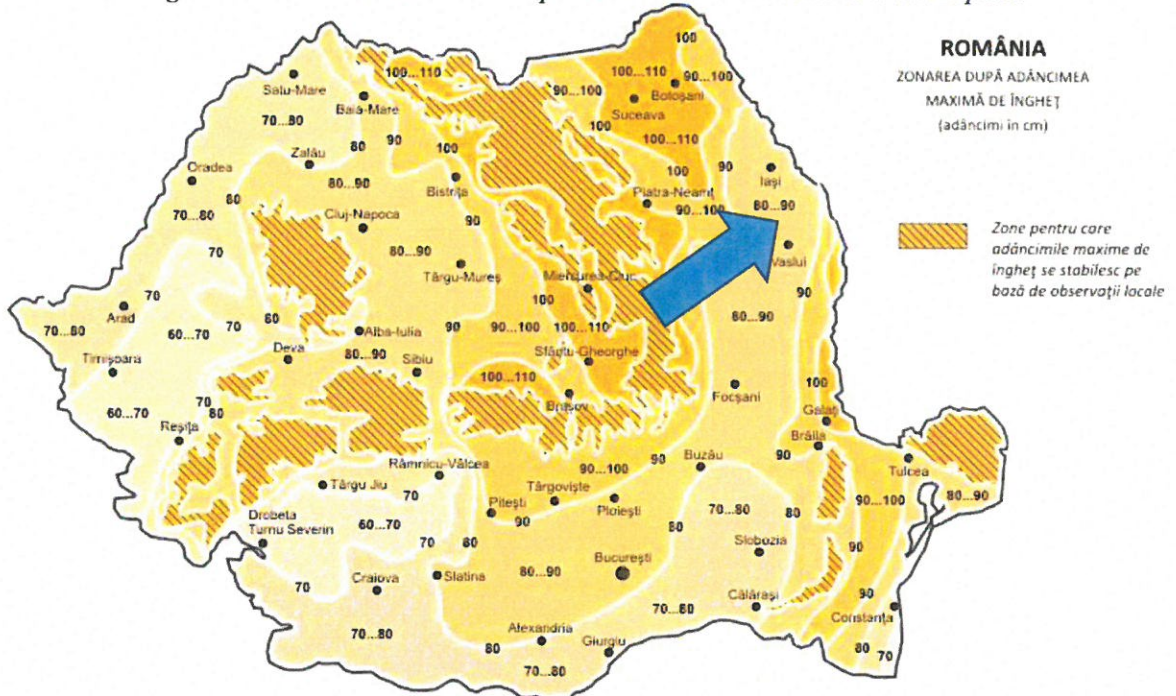 ROMÂNIA
ZONAREA DUPĂ ADÂNCIMEA
MAXIMĂ DE ÎNGHEȚ
(adâncimi în cm)
Zone pentru care
adâncimile maxime de
îngheț se stabilesc pe
bază de observații locale
100
100...110
100...110
90...100
90...100
Satu-Mare
Botoșani
Baia-Mare
Suceava
70...80
100
80
90
100...110
Zalău
100
90
Oradea
80...90
100
Iași
80
Bistrița
Piatra-Neamț
80...90
70...80
Cluj-Napoca
90
90...100
70
80...90
Vaslui
Târgu-Mureș
Miercurea-Ciuc
70
100
90
Arad
70
80
90
90...100
100...110
80...90
70...80
60...70
Alba-Iulia
Deva
Sfântu-Gheorghe
Timișoara
80...90
Sibiu
100...110
100
60...70
70
80
Brașov
Focșani
Galați
Reșița
Brăila
Râmnicu-Vâlcea
90...100
90
Buzău
90
Tulcea
Târgu Jiu
70
Târgoviște
80...90
60...70
Pitești
Ploiești
70...80
80
90...100
Drobeta
Turnu Severin
90
80
70
80
Slobozia
90
București
70
Craiova
Slatina
80...90
Călărași
90
70...80
Constanța
70...80
Alexandria
80
Giurgiu
80
70
70...80